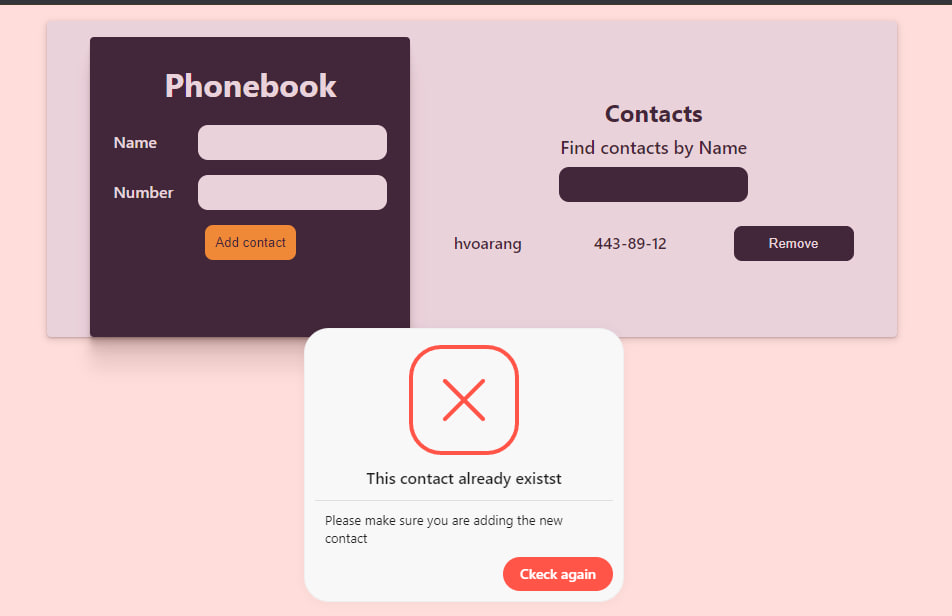 Phonebook
Name
Number
Add contact
Contacts
Find contacts by Name
hvoarang 443-89-12 Remove
This contact already existst
Please make sure you are adding the new
contact
Ckeck again